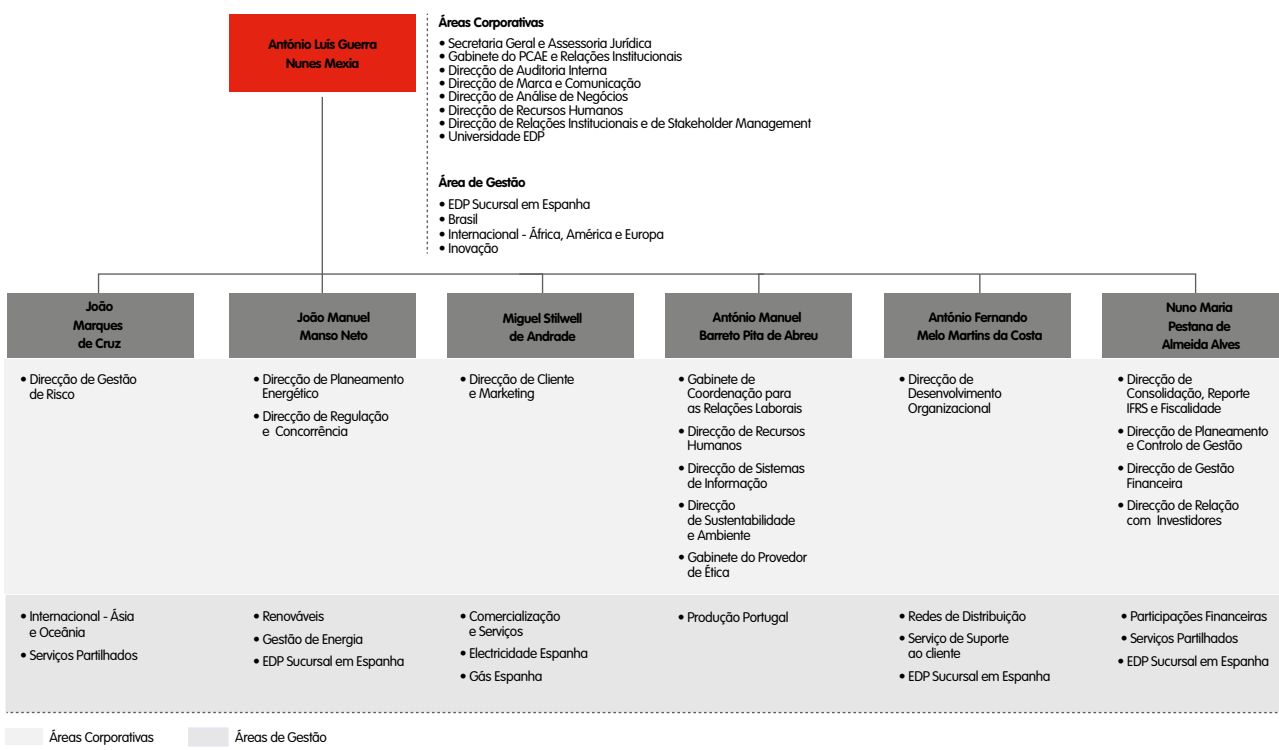 António Luís Guerra
Nunes Mexia
Áreas Corporativas
• Secretaria Geral e Assessoria Jurídica
• Gabinete do PCAE e Relações Institucionais
• Direcção de Auditoria Interna
• Direcção de Marca e Comunicação
• Direcção de Análise de Negócios
• Direcção de Recursos Humanos
• Direcção de Relações Institucionais e de Stakeholder Management
• Universidade EDP
Área de Gestão
• EDP Sucursal em Espanha
• Brasil
• Internacional - África, América e Europa
• Inovação
João
Marques
de Cruz
• Direcção de Gestão
de Risco
• Internacional - Ásia
e Oceânia
• Serviços Partilhados
João Manuel
Manso Neto
• Direcção de Planeamento
Energético
• Direcção de Regulação
e Concorrência
• Renováveis
• Gestão de Energia
• EDP Sucursal em Espanha
Miguel Stilwell
de Andrade
• Direcção de Cliente
e Marketing
• Comercialização
e Serviços
• Electricidade Espanha
• Gás Espanha
António Manuel
Barreto Pita de Abreu
• Gabinete de
Coordenação para
as Relações Laborais
• Direcção de Recursos
Humanos
• Direcção de Sistemas
de Informação
• Direcção
de Sustentabilidade
e Ambiente
• Gabinete do Provedor
de Ética
• Produção Portugal
António Fernando
Melo Martins da Costa
• Direcção de
Desenvolvimento
Organizacional
• Redes de Distribuição
• Serviço de Suporte
ao cliente
• EDP Sucursal em Espanha
Nuno Maria
Pestana de
Almeida Alves
• Direcção de
Consolidação, Reporte
IFRS e Fiscalidade
• Direcção de Planeamento
e Controlo de Gestão
• Direcção de Gestão
Financeira
• Direcção de Relação
com Investidores
• Participações Financeiras
• Serviços Partilhados
• EDP Sucursal em Espanha
Áreas Corporativas
Áreas de Gestão